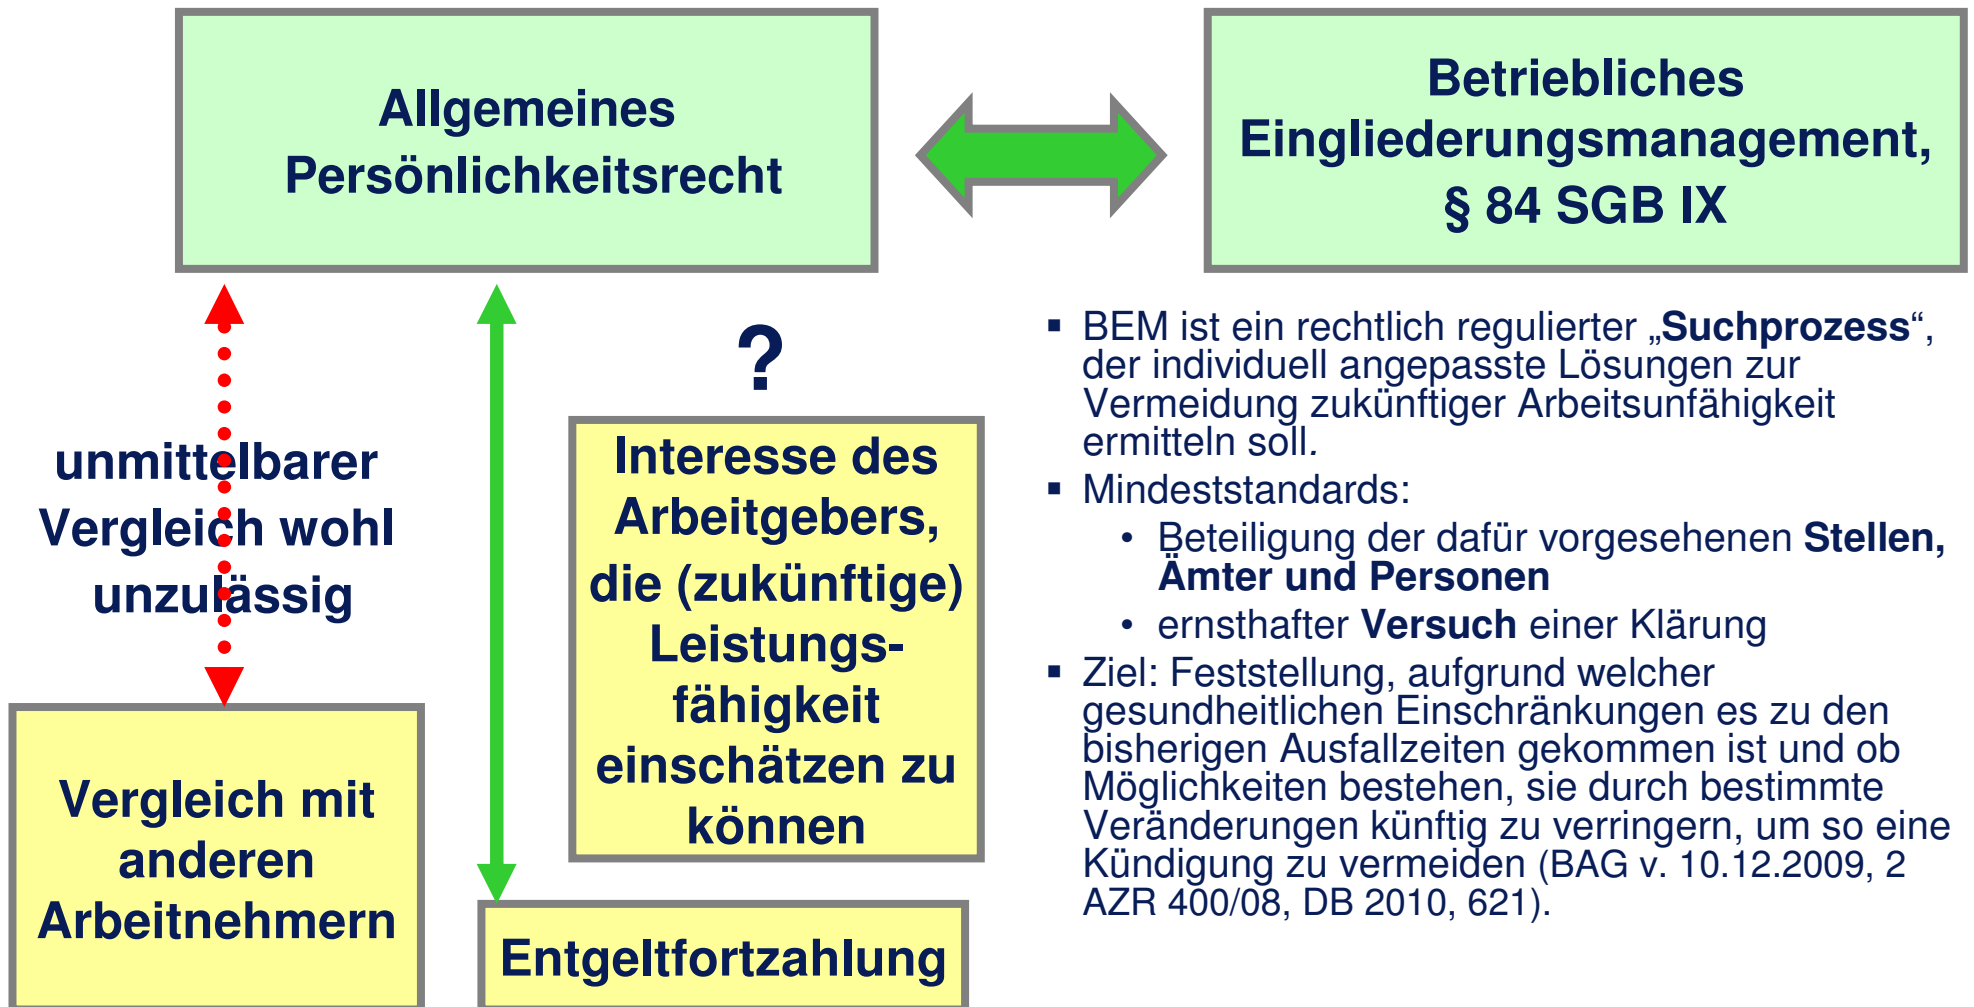 Allgemeines
Persönlichkeitsrecht
Betriebliches
Eingliederungsmanagement,
§ 84 SGB IX
unmittelbarer
Vergleich wohl
unzulässig
?
Interesse des
Arbeitgebers,
die (zukünftige)
Leistungs-
fähigkeit
einschätzen zu
können
Vergleich mit
anderen
Arbeitnehmern
Entgeltfortzahlung
▪ BEM ist ein rechtlich regulierter „Suchprozess“,
der individuell angepasste Lösungen zur
Vermeidung zukünftiger Arbeitsunfähigkeit
ermitteln soll.
▪ Mindeststandards:
• Beteiligung der dafür vorgesehenen Stellen,
Ämter und Personen
• ernsthafter Versuch einer Klärung
▪ Ziel: Feststellung, aufgrund welcher
gesundheitlichen Einschränkungen es zu den
bisherigen Ausfallzeiten gekommen ist und ob
Möglichkeiten bestehen, sie durch bestimmte
Veränderungen künftig zu verringern, um so eine
Kündigung zu vermeiden (BAG v. 10.12.2009, 2
AZR 400/08, DB 2010, 621).